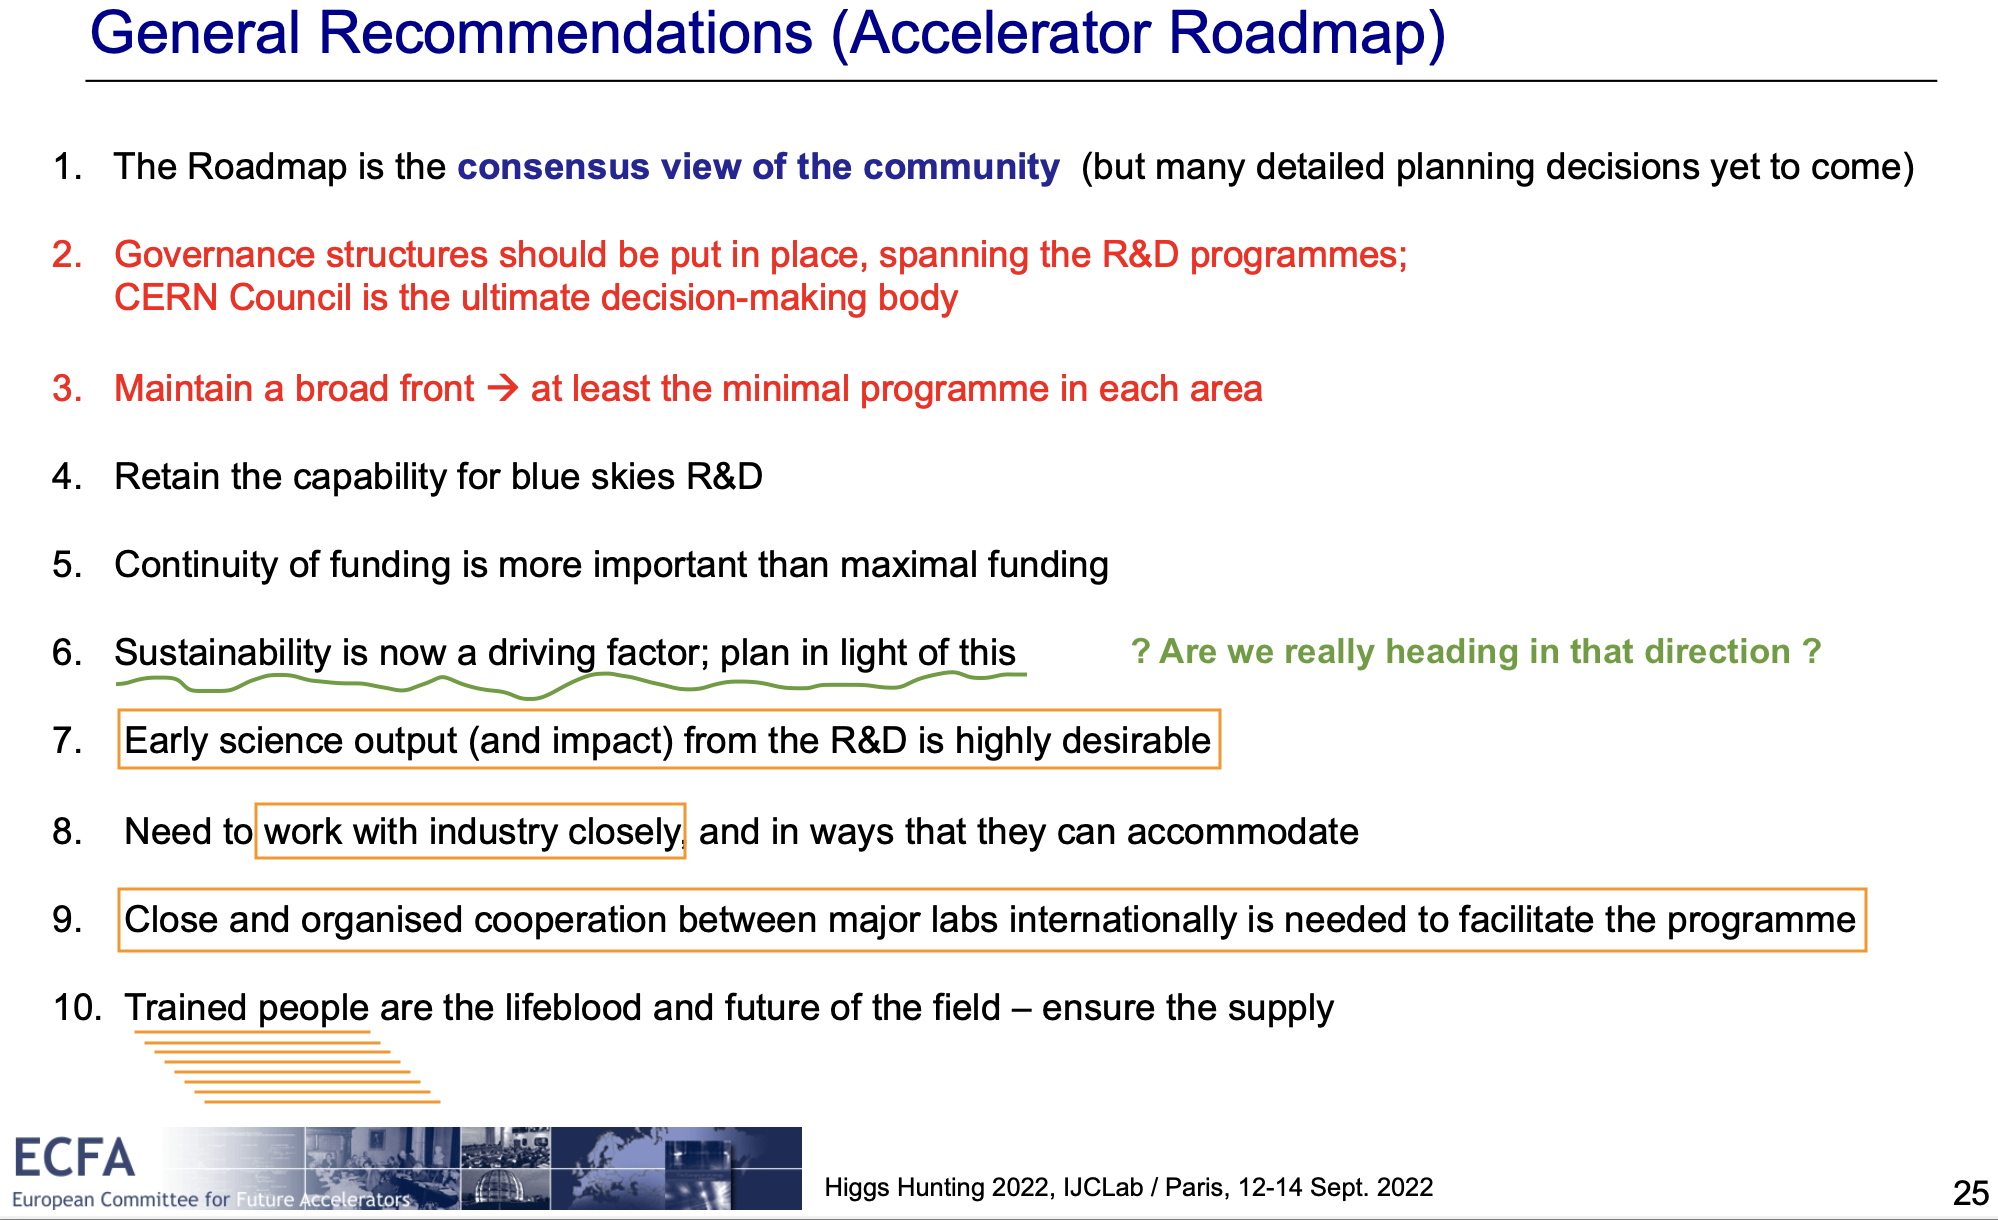 General Recommendations (Accelerator Roadmap)
1. The Roadmap is the consensus view of the community (but many detailed planning decisions yet to come)
2. Governance structures should be put in place, spanning the R&D programmes;
CERN Council is the ultimate decision-making body
3. Maintain a broad front → at least the minimal programme in each area
4. Retain the capability for blue skies R&D
5. Continuity of funding is more important than maximal funding
6. Sustainability is now a driving factor; plan in light of this ? Are we really heading in that direction ?
7. Early science output (and impact) from the R&D is highly desirable
8. Need to work with industry closely, and in ways that they can accommodate
9. Close and organised cooperation between major labs internationally is needed to facilitate the programme
10. Trained people are the lifeblood and future of the field – ensure the supply
ECFA
European Committee for Future Accelerators
Higgs Hunting 2022, IJCLab / Paris, 12-14 Sept. 2022
25